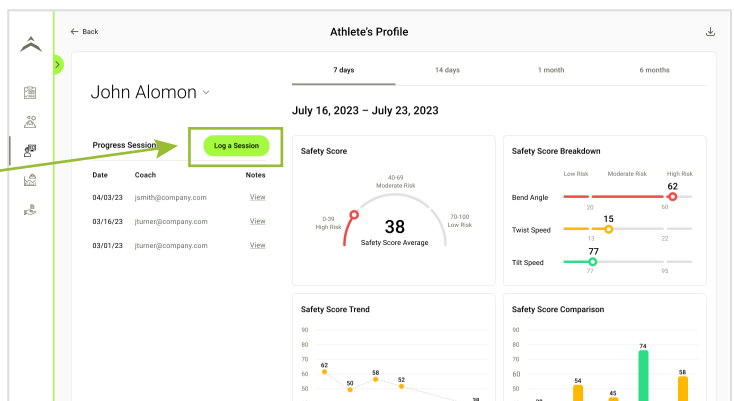 Back
Athlete's Profile
7 days
14 days
1 month
6 months
John Alomon
July 16, 2023 – July 23, 2023
Progress Session
Log a Session
Date Coach Notes
04/03/23 jsmith@company.com View
03/16/23 jturner@company.com View
03/01/23 jturner@company.com View
Safety Score
40-69
Moderate Risk
0-39
High Risk
70-100
Low Risk
38
Safety Score Average
Safety Score Breakdown
Low Risk Moderate Risk High Risk
62
Bend Angle
20 60
15
Twist Speed
13 22
77
Tilt Speed
77 95
Safety Score Trend
90
80
70
60
50
62
50
58
52
38
Safety Score Comparison
90
80
70
60
50
54
45
74
58